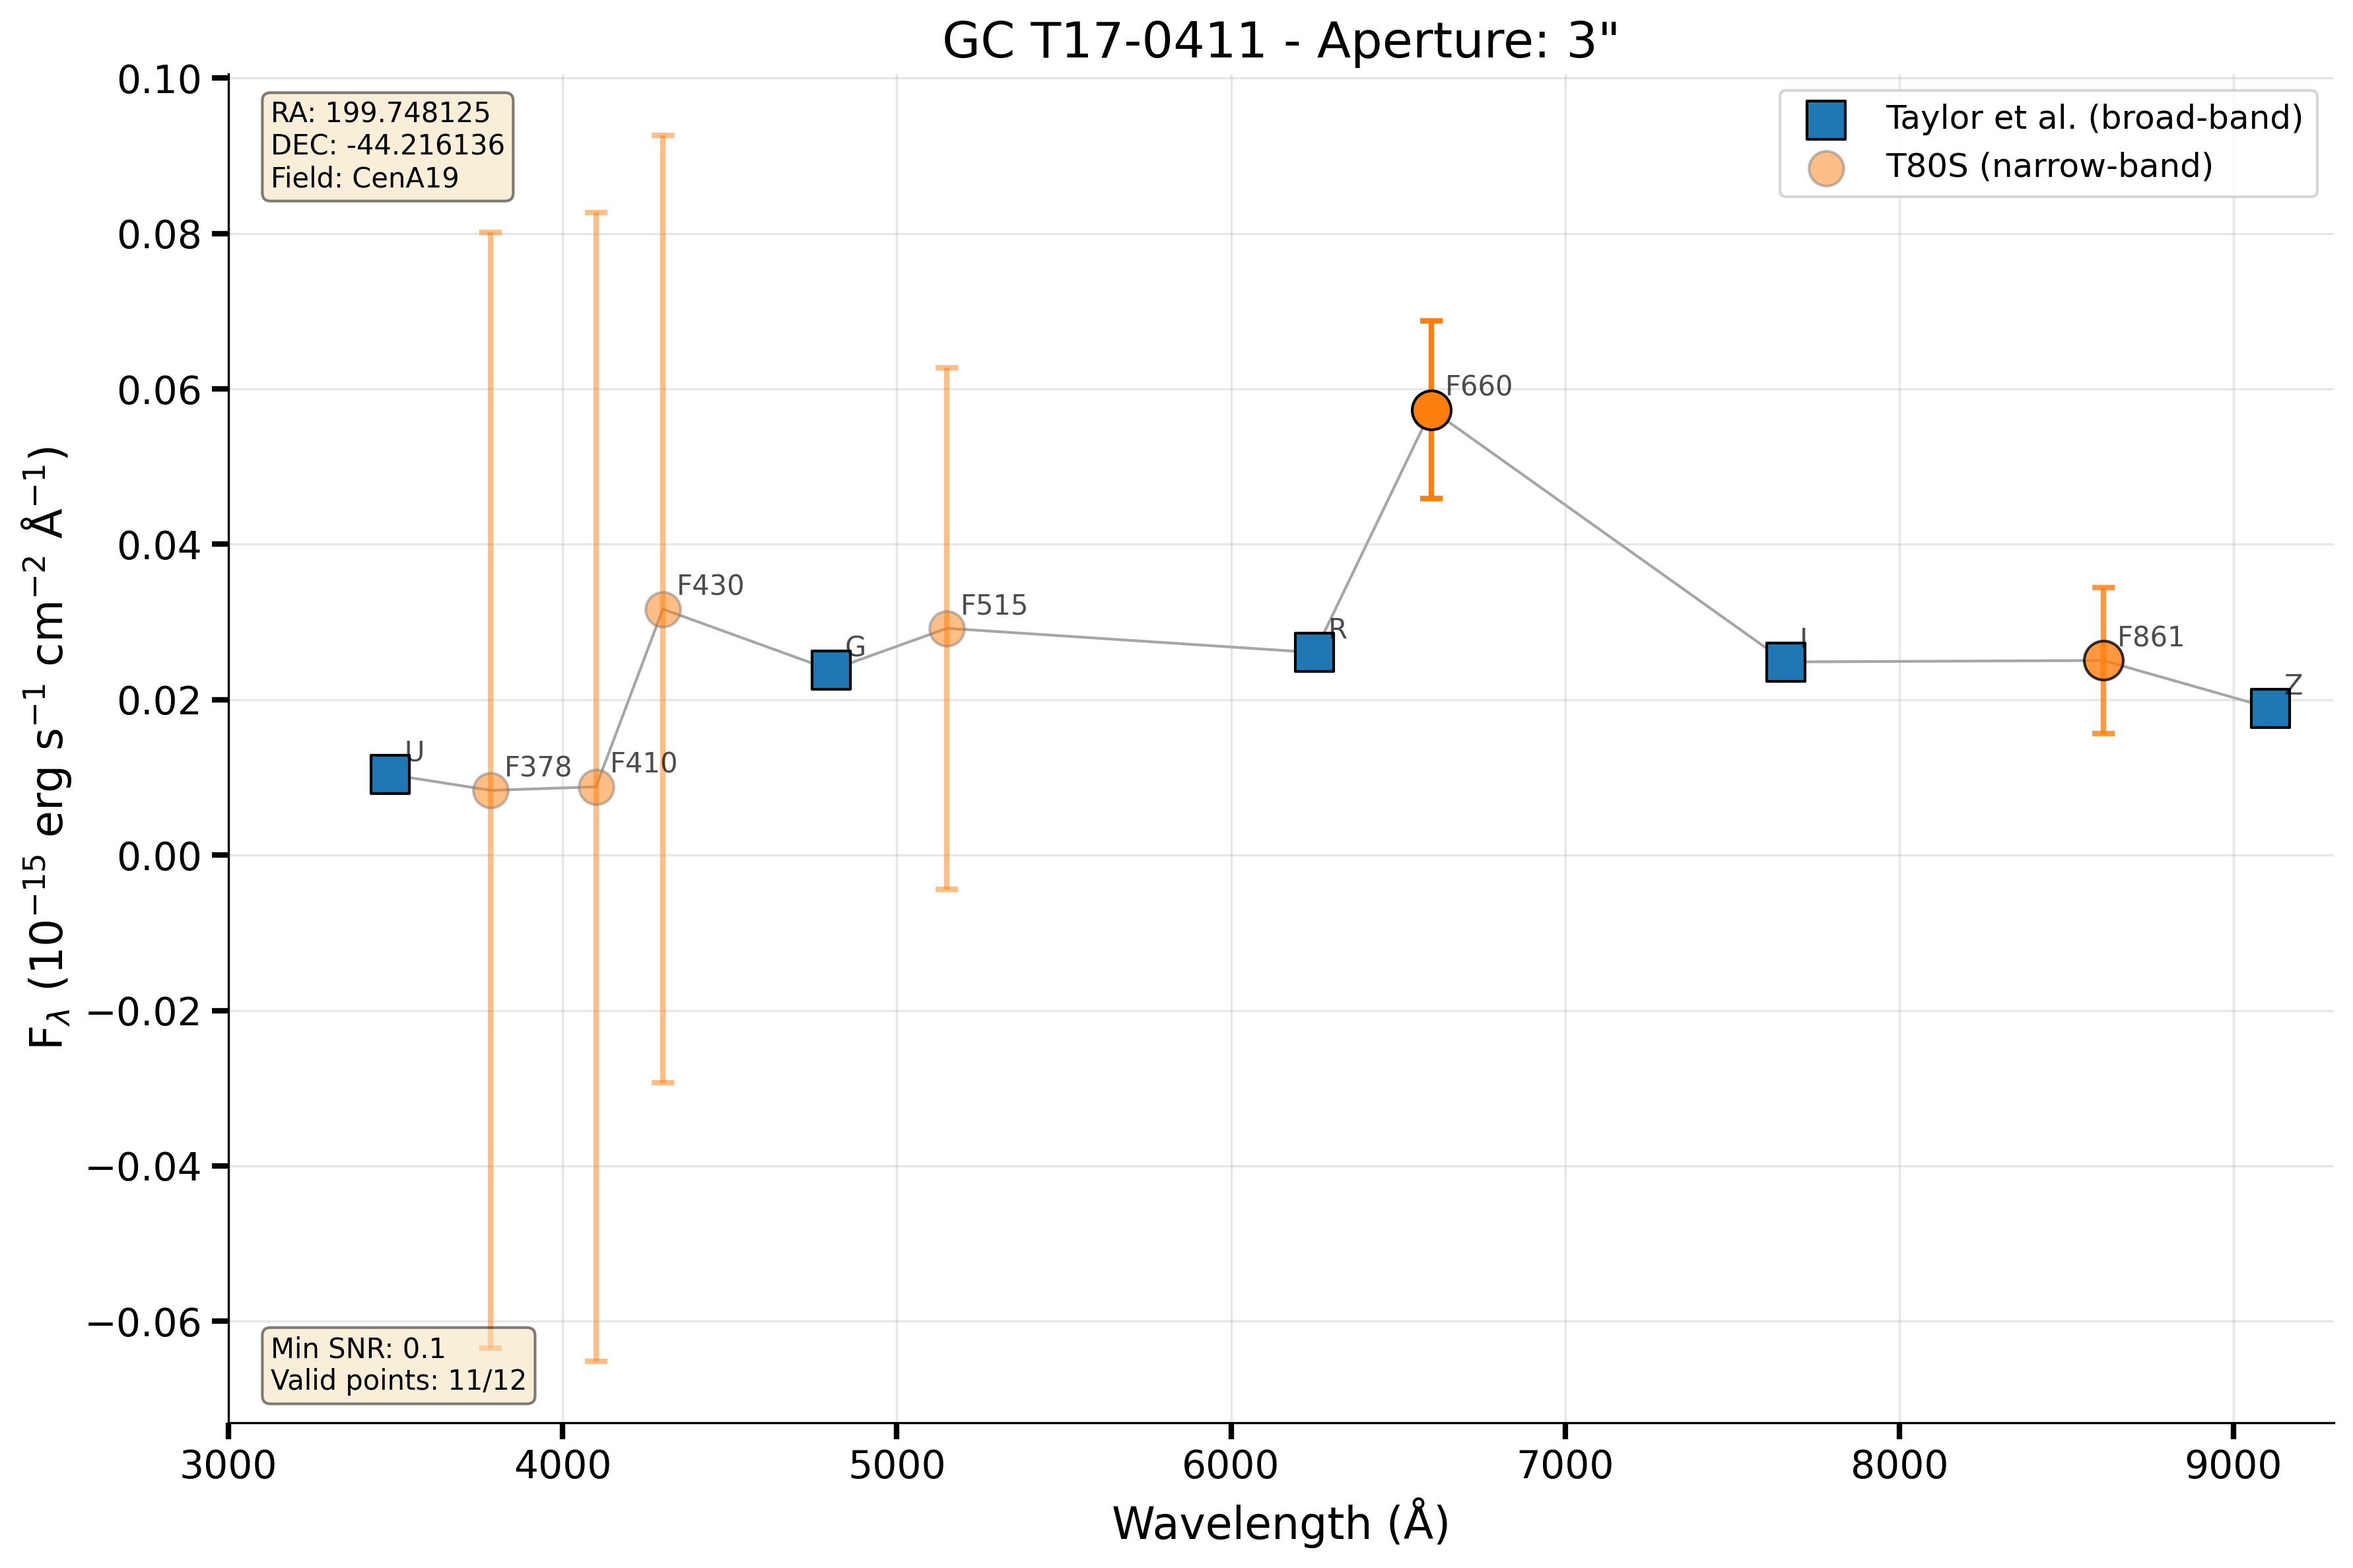 GC T17-0411 - Aperture: 3"
RA: 199.748125
DEC: -44.216136
Field: CenA19
Taylor et al. (broad-band)
T80S (narrow-band)
0.10
0.08
0.06
0.04
0.02
0.00
−0.02
−0.04
−0.06
F$_{λ}$ (10$^{−15}$ erg s$^{−1}$ cm$^{−2}$ Å$^{−1}$)
U
F378
F410
F430
G
F515
R
F660
I
F861
Z
Min SNR: 0.1
Valid points: 11/12
3000 4000 5000 6000 7000 8000 9000
Wavelength (Å)